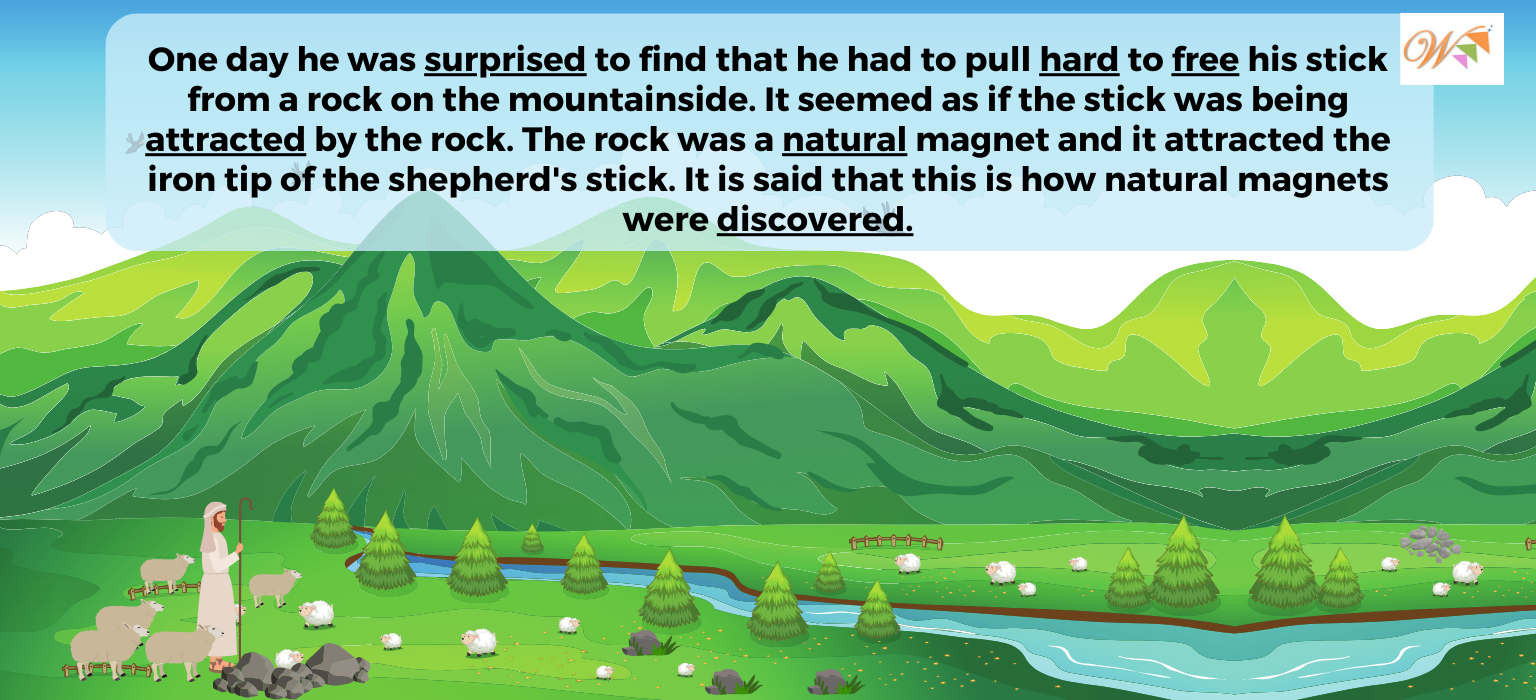 One day he was surprised to find that he had to pull hard to free his stick
from a rock on the mountainside. It seemed as if the stick was being
attracted by the rock. The rock was a natural magnet and it attracted the
iron tip of the shepherd's stick. It is said that this is how natural magnets
were discovered.
W